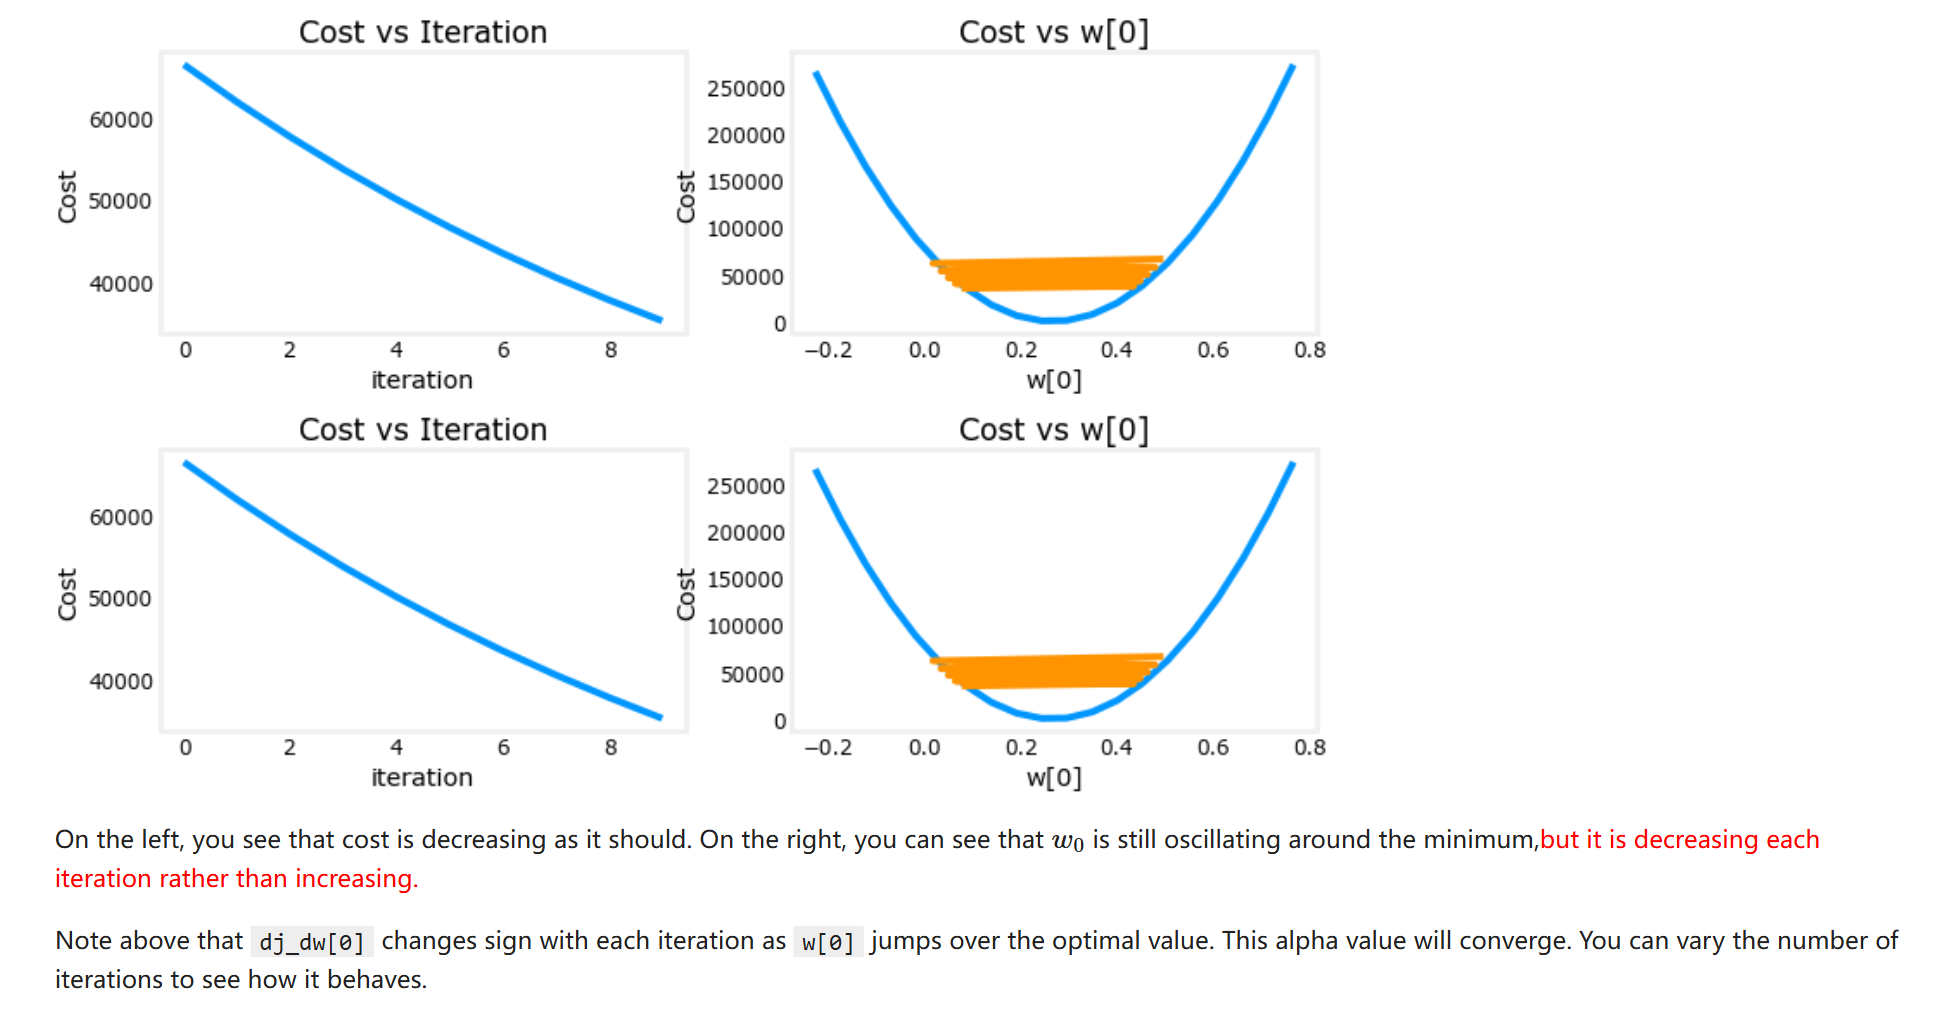 Cost vs Iteration
Cost vs w[0]
60000
50000
40000
Cost
0 2 4 6 8
iteration
250000
200000
150000
100000
50000
0
Cost
−0.2 0.0 0.2 0.4 0.6 0.8
w[0]
Cost vs Iteration
Cost vs w[0]
60000
50000
40000
Cost
0 2 4 6 8
iteration
250000
200000
150000
100000
50000
0
Cost
−0.2 0.0 0.2 0.4 0.6 0.8
w[0]
On the left, you see that cost is decreasing as it should. On the right, you can see that w₀ is still oscillating around the minimum,but it is decreasing each
iteration rather than increasing.
Note above that dj_dw[0] changes sign with each iteration as w[0] jumps over the optimal value. This alpha value will converge. You can vary the number of
iterations to see how it behaves.